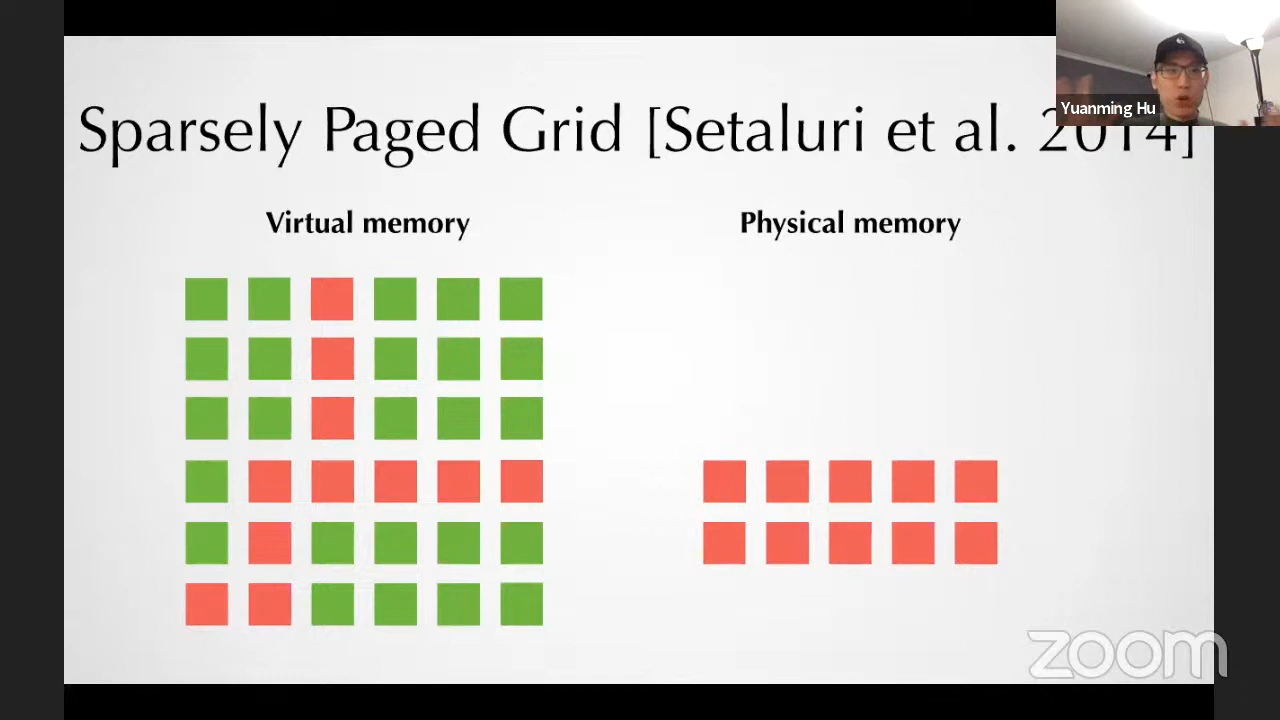 Sparsely Paged Grid [Setaluri et al. 2014]
Yuanming Hu
Virtual memory
Physical memory
zoom